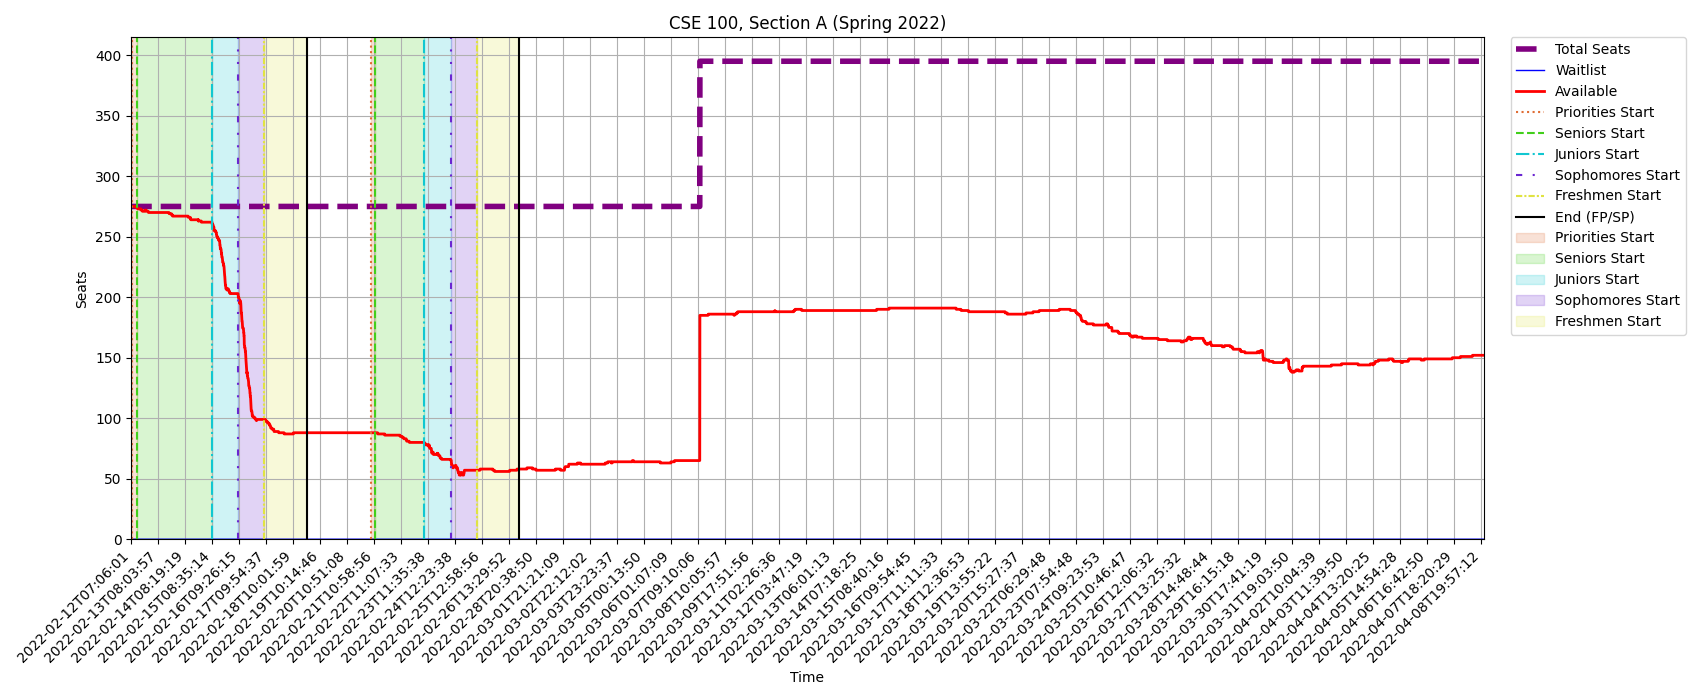 CSE 100, Section A (Spring 2022)
Seats
400
350
300
250
200
150
100
50
0
2022-02-12T07:06:01
2022-02-13T08:03:57
2022-02-14T08:19:19
2022-02-15T08:35:14
2022-02-16T09:26:15
2022-02-17T09:54:37
2022-02-18T10:01:59
2022-02-19T10:14:46
2022-02-20T10:51:08
2022-02-21T10:58:56
2022-02-22T11:07:33
2022-02-23T11:35:38
2022-02-24T12:23:38
2022-02-25T12:58:56
2022-02-26T13:29:52
2022-02-28T20:38:50
2022-03-01T21:21:09
2022-03-02T22:12:02
2022-03-03T23:23:37
2022-03-05T00:13:50
2022-03-06T01:07:09
2022-03-07T09:10:06
2022-03-08T10:05:57
2022-03-09T17:51:56
2022-03-11T02:26:36
2022-03-12T03:47:19
2022-03-13T06:01:13
2022-03-14T07:18:25
2022-03-15T08:40:16
2022-03-16T09:54:45
2022-03-17T11:11:33
2022-03-18T12:36:53
2022-03-19T13:55:22
2022-03-20T15:27:37
2022-03-22T06:29:48
2022-03-23T07:54:48
2022-03-24T09:23:53
2022-03-25T10:46:47
2022-03-26T12:06:32
2022-03-27T13:25:32
2022-03-28T14:48:44
2022-03-29T16:15:18
2022-03-30T17:41:19
2022-03-31T19:03:50
2022-04-02T10:04:39
2022-04-03T11:39:50
2022-04-04T13:20:25
2022-04-05T14:54:28
2022-04-06T16:42:50
2022-04-07T18:20:29
2022-04-08T19:57:12
Time
Total Seats
Waitlist
Available
Priorities Start
Seniors Start
Juniors Start
Sophomores Start
Freshmen Start
End (FP/SP)
Priorities Start
Seniors Start
Juniors Start
Sophomores Start
Freshmen Start